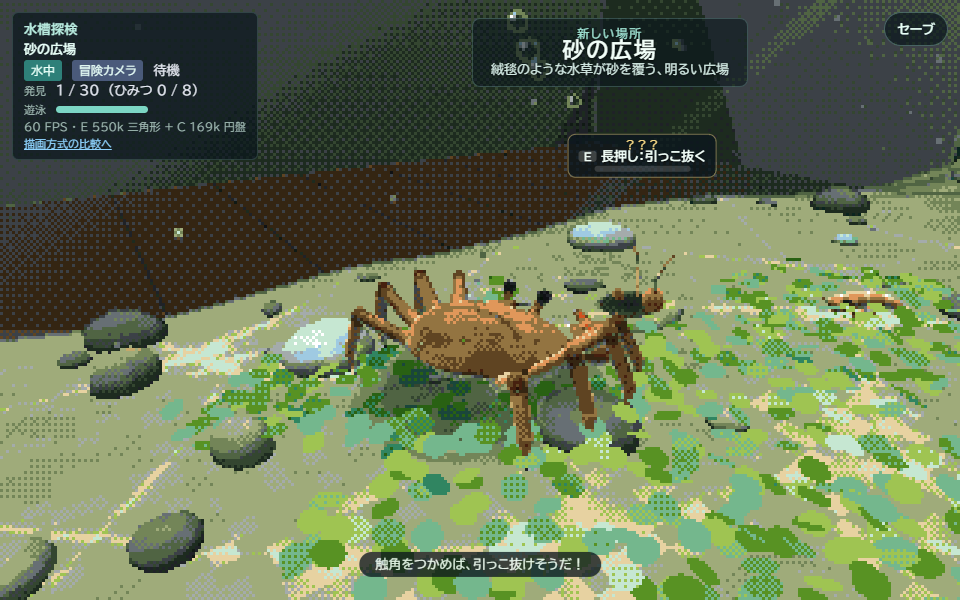 水槽探検
砂の広場
水中 冒険カメラ 待機
発見 1 / 30（ひみつ 0 / 8）
遊泳
60 FPS・E 550k 三角形 + C 169k 円盤
描画方式の比較へ
新しい場所
砂の広場
絨毯のような水草が砂を覆う、明るい広場
セーブ
???
E 長押し：引っこ抜く
触角をつかめば、引っこ抜けそうだ！